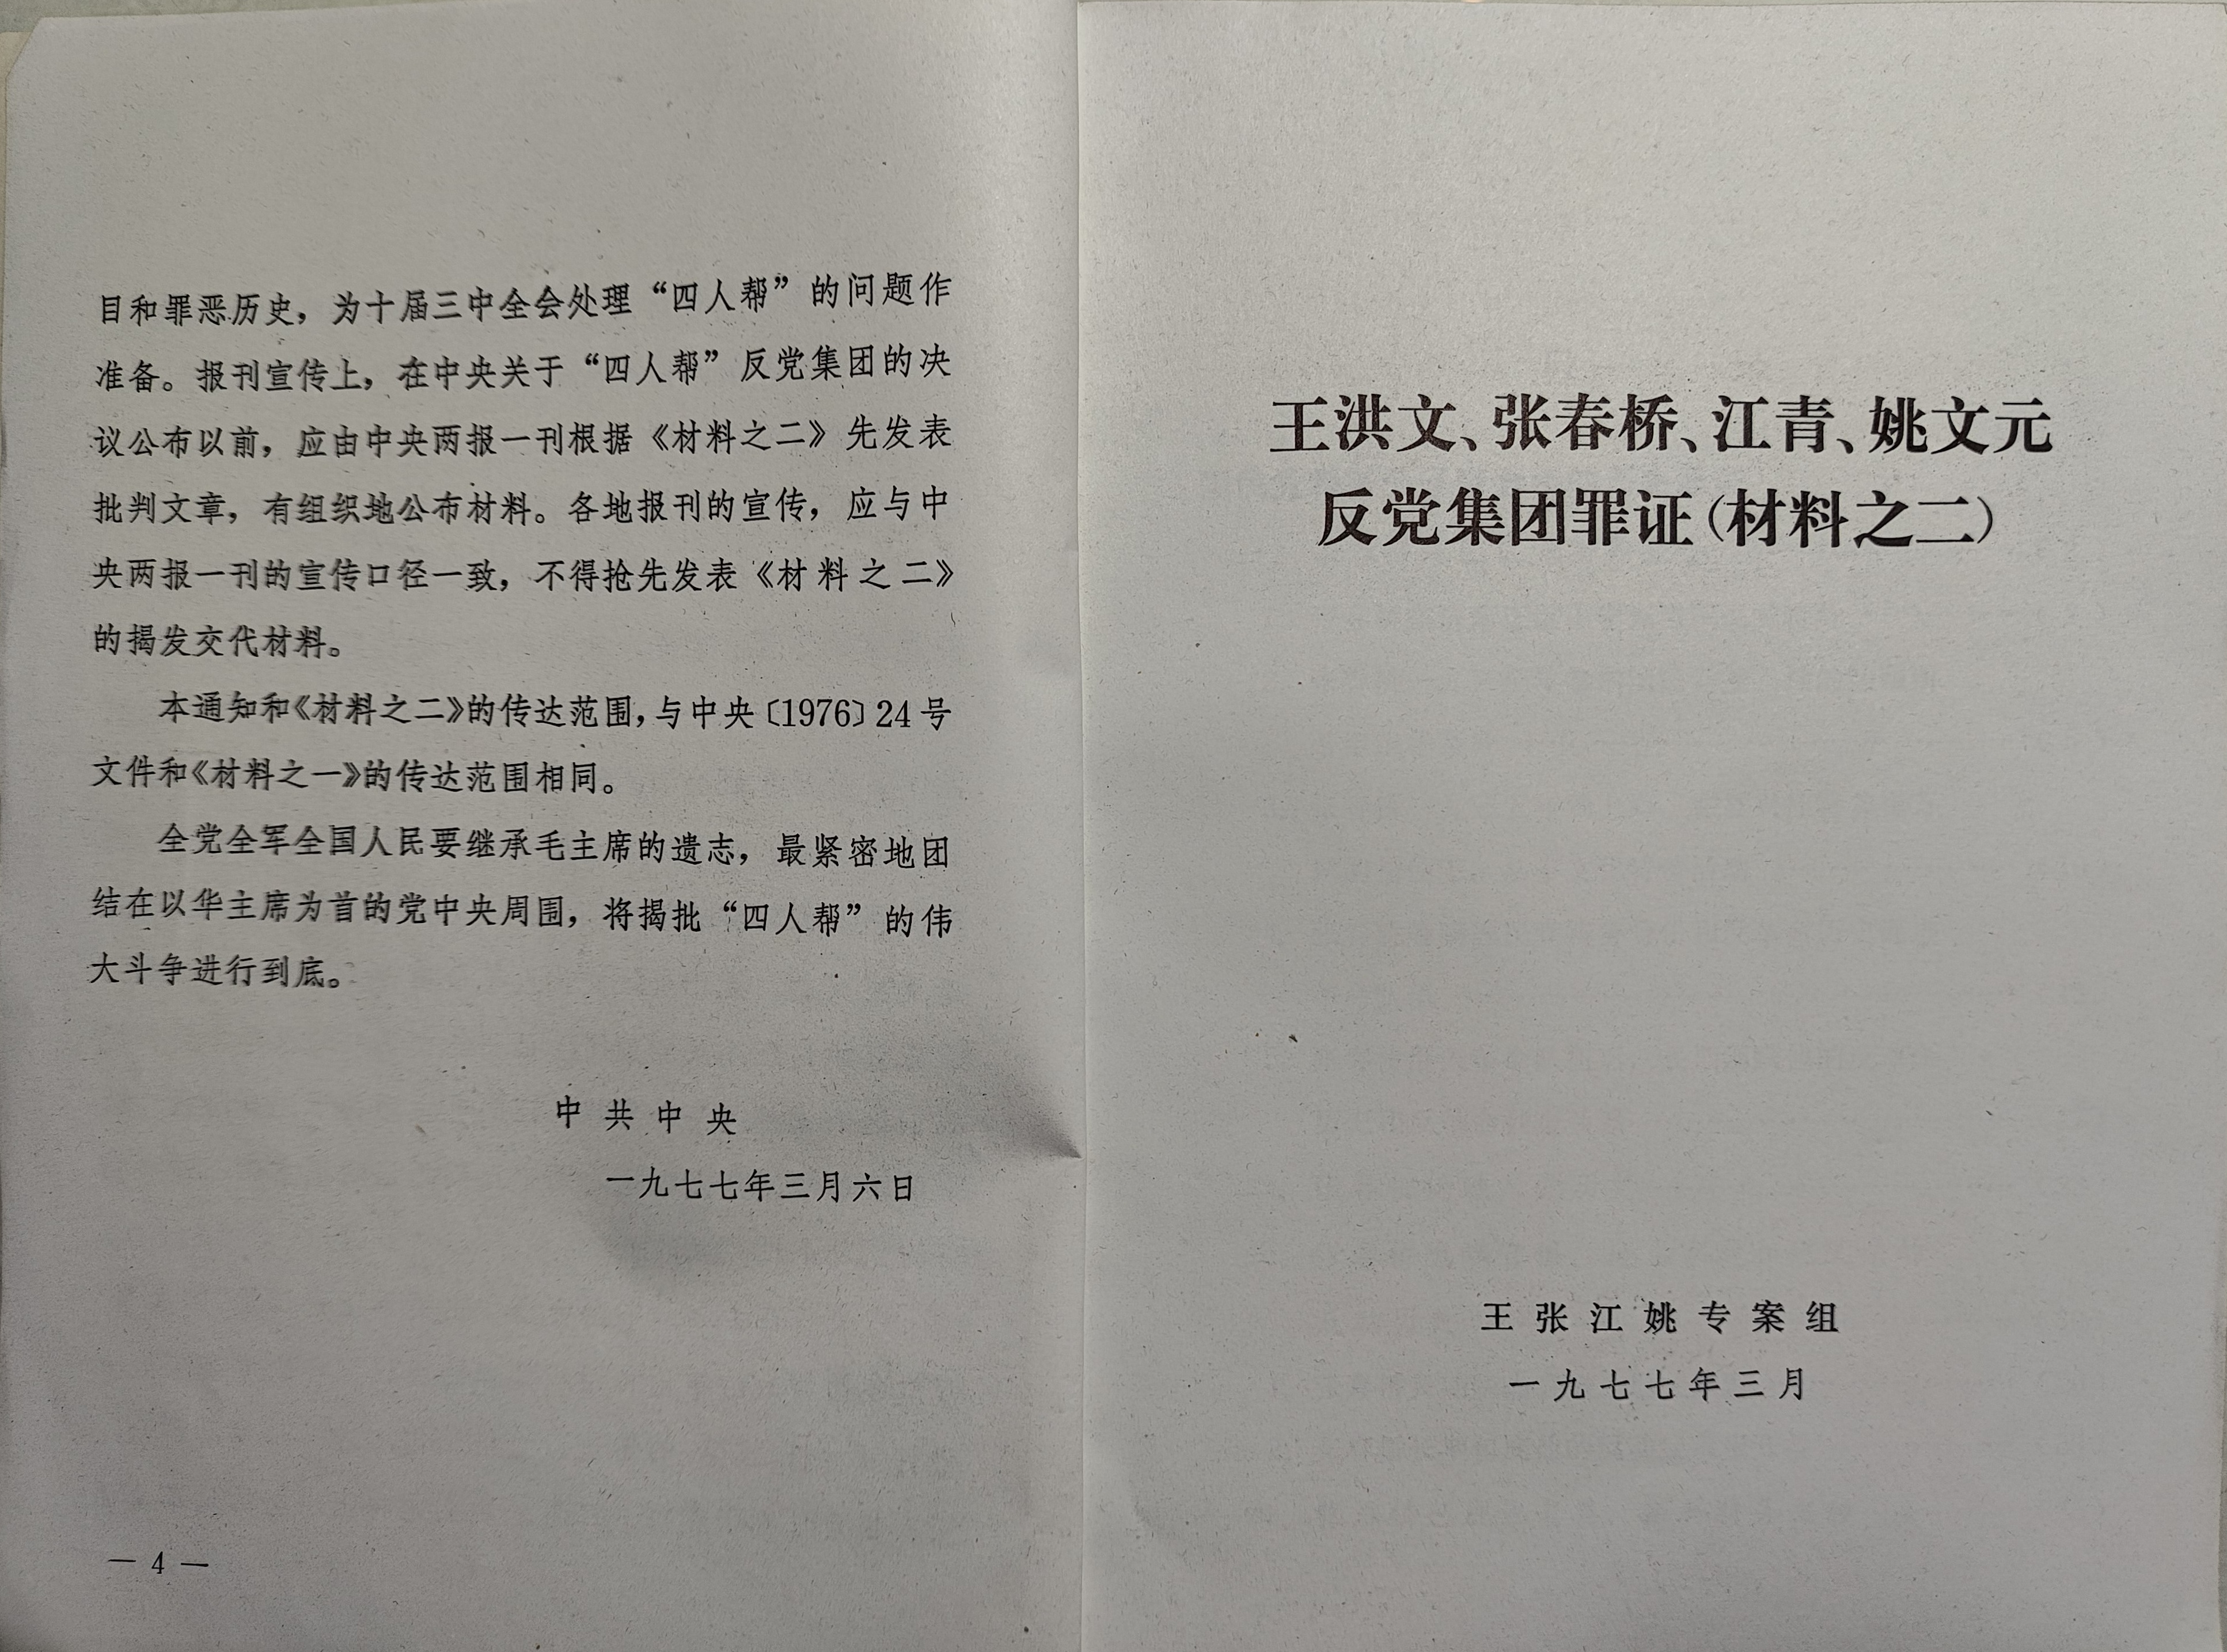 目和罪恶历史，为十届三中全会处理“四人帮”的问题作
准备。报刊宣传上，在中央关于“四人帮”反党集团的决
议公布以前，应由中央两报一刊根据《材料之二》先发表
批判文章，有组织地公布材料。各地报刊的宣传，应与中
央两报一刊的宣传口径一致，不得抢先发表《材料之二》
的揭发交代材料。
本通知和《材料之二》的传达范围，与中央〔1976〕24号
文件和《材料之一》的传达范围相同。
全党全军全国人民要继承毛主席的遗志，最紧密地团
结在以华主席为首的党中央周围，将揭批“四人帮”的伟
大斗争进行到底。
中共中央
一九七七年三月六日
— 4 —
王洪文、张春桥、江青、姚文元
反党集团罪证（材料之二）
王张江姚专案组
一九七七年三月